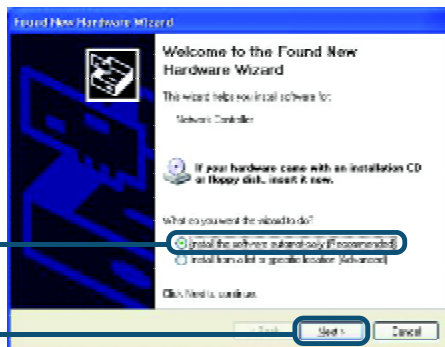 Found New Hardware Wizard
Welcome to the Found New
Hardware Wizard
This wizard helps you install software for:
Network Controller
If your hardware came with an installation CD
or floppy disk, insert it now.
What do you want the wizard to do?
Install the software automatically (Recommended)
Install from a list or specific location (Advanced)
Click Next to continue.
< Back
Next >
Cancel